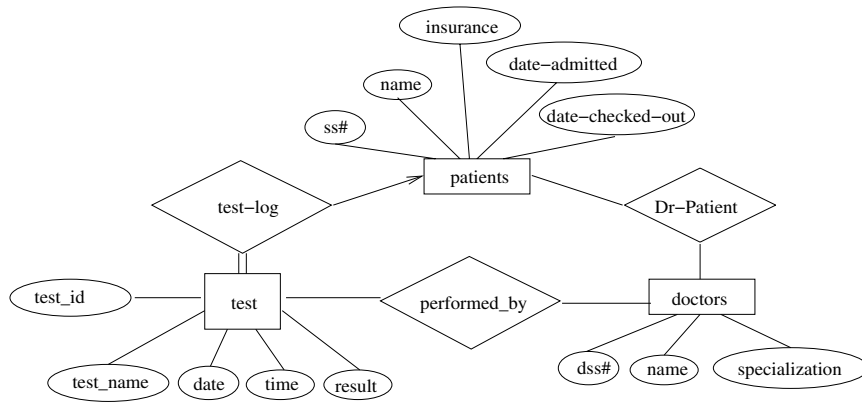 insurance
date-admitted
name
date-checked-out
ss#
patients
test-log
Dr-Patient
test_id
test
performed_by
doctors
test_name
date
time
result
dss#
name
specialization